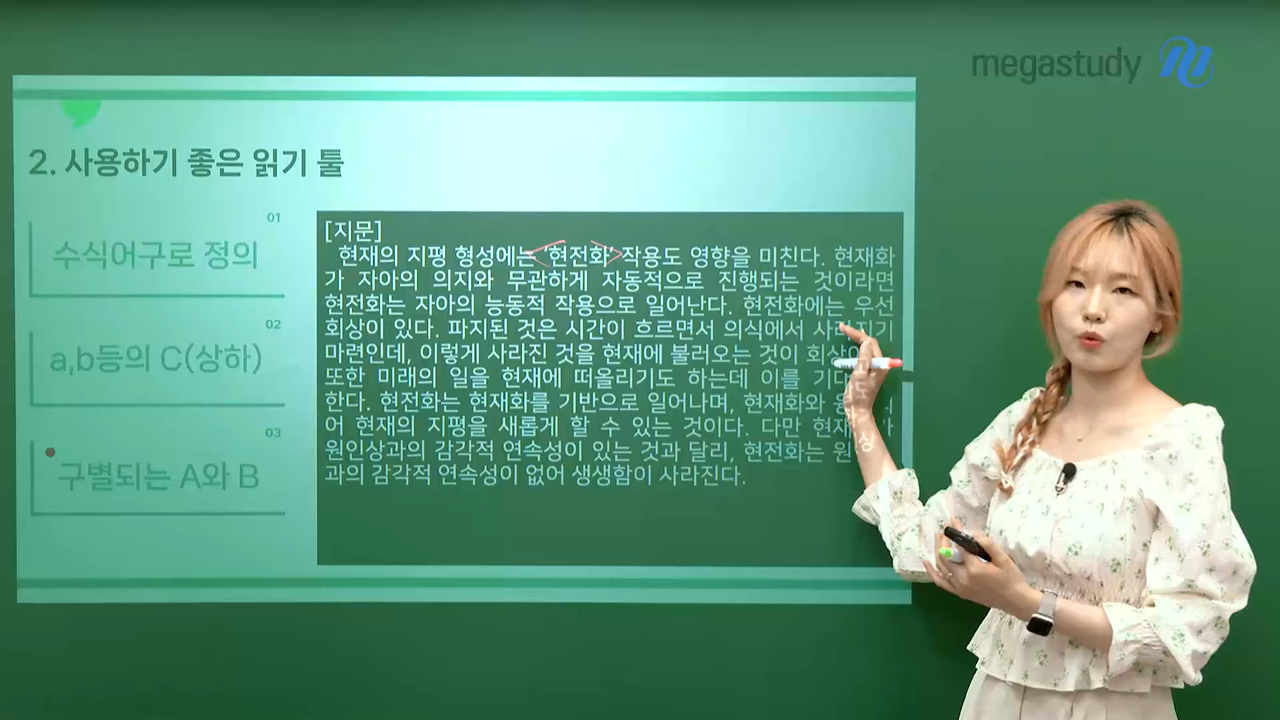 megastudy
2. 사용하기 좋은 읽기 툴
01
수식어구로 정의
02
a,b등의 C(상하)
03
구별되는 A와 B
[지문]
현재의 지평 형성에는 '현전화' 작용도 영향을 미친다. 현재화
가 자아의 의지와 무관하게 자동적으로 진행되는 것이라면
현전화는 자아의 능동적 작용으로 일어난다. 현전화에는 우선
회상이 있다. 파지된 것은 시간이 흐르면서 의식에서 사라지기
마련인데, 이렇게 사라진 것을 현재에 불러오는 것이
또한 미래의 일을 현재에 떠올리기도 하는데 이를
한다. 현전화는 현재화를 기반으로 일어나며, 현재화와
어 현재의 지평을 새롭게 할 수 있는 것이다. 다만
원인상과의 감각적 연속성이 있는 것과 달리, 현전화는
과의 감각적 연속성이 없어 생생함이 사라진다.